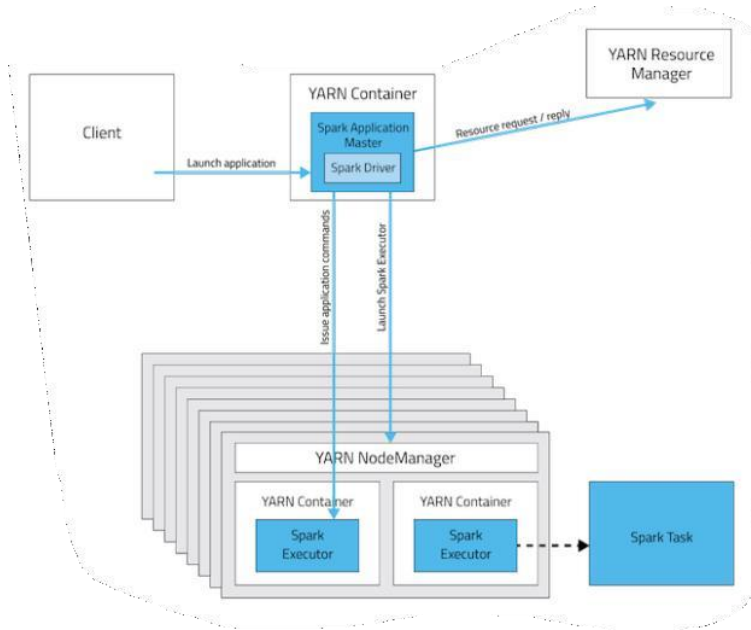 YARN Resource
Manager
YARN Container
Client
Spark Application
Master
Spark Driver
Launch application
Resource request / reply
Issue application commands
Launch Spark Executor
YARN NodeManager
YARN Container
YARN Container
Spark
Executor
Spark
Executor
Spark Task